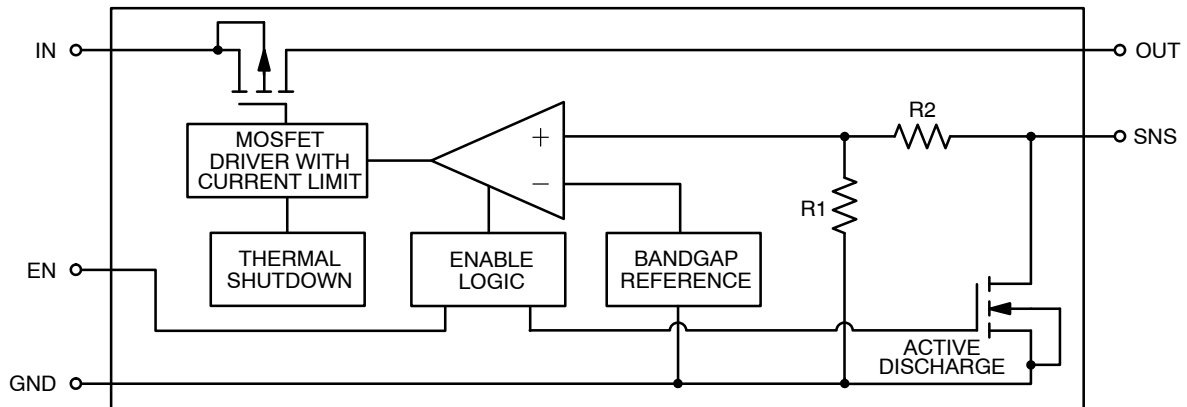 IN
OUT
R2
MOSFET
DRIVER WITH
CURRENT LIMIT
+
−
SNS
R1
THERMAL
SHUTDOWN
ENABLE
LOGIC
BANDGAP
REFERENCE
EN
ACTIVE
DISCHARGE
GND